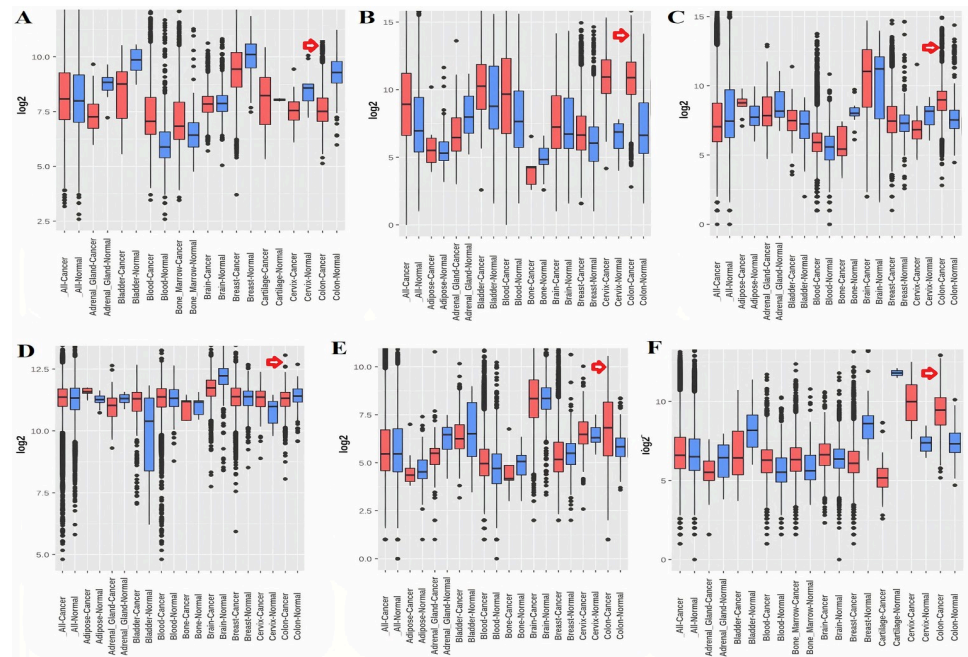 A
log2
10.0
7.5
5.0
2.5
_All-Cancer
_All-Normal
Adrenal_Gland-Cancer
Adrenal_Gland-Normal
Bladder-Cancer
Bladder-Normal
Blood-Cancer
Blood-Normal
Bone_Marrow-Cancer
Bone_Marrow-Normal
Brain-Cancer
Brain-Normal
Breast-Cancer
Breast-Normal
Cartilage-Cancer
Cartilage-Normal
Cervix-Cancer
Cervix-Normal
Colon-Cancer
Colon-Normal
B
log2
15
10
5
0
_All-Cancer
_All-Normal
Adipose-Cancer
Adipose-Normal
Adrenal_Gland-Cancer
Adrenal_Gland-Normal
Bladder-Cancer
Bladder-Normal
Blood-Cancer
Blood-Normal
Bone-Cancer
Bone-Normal
Brain-Cancer
Brain-Normal
Breast-Cancer
Breast-Normal
Cervix-Cancer
Cervix-Normal
Colon-Cancer
Colon-Normal
C
log2
15
10
5
0
_All-Cancer
_All-Normal
Adipose-Cancer
Adipose-Normal
Adrenal_Gland-Cancer
Adrenal_Gland-Normal
Bladder-Cancer
Bladder-Normal
Blood-Cancer
Blood-Normal
Bone-Cancer
Bone-Normal
Brain-Cancer
Brain-Normal
Breast-Cancer
Breast-Normal
Cervix-Cancer
Cervix-Normal
Colon-Cancer
Colon-Normal
D
log2
12.5
10.0
7.5
5.0
_All-Cancer
_All-Normal
Adipose-Cancer
Adipose-Normal
Adrenal_Gland-Cancer
Adrenal_Gland-Normal
Bladder-Cancer
Bladder-Normal
Blood-Cancer
Blood-Normal
Bone-Cancer
Bone-Normal
Brain-Cancer
Brain-Normal
Breast-Cancer
Breast-Normal
Cervix-Cancer
Cervix-Normal
Colon-Cancer
Colon-Normal
E
log2
10.0
7.5
5.0
2.5
0.0
_All-Cancer
_All-Normal
Adipose-Cancer
Adipose-Normal
Adrenal_Gland-Cancer
Adrenal_Gland-Normal
Bladder-Cancer
Bladder-Normal
Blood-Cancer
Blood-Normal
Bone-Cancer
Bone-Normal
Brain-Cancer
Brain-Normal
Breast-Cancer
Breast-Normal
Cervix-Cancer
Cervix-Normal
Colon-Cancer
Colon-Normal
F
log2
10
5
0
_All-Cancer
_All-Normal
Adrenal_Gland-Cancer
Adrenal_Gland-Normal
Bladder-Cancer
Bladder-Normal
Blood-Cancer
Blood-Normal
Bone_Marrow-Cancer
Bone_Marrow-Normal
Brain-Cancer
Brain-Normal
Breast-Cancer
Breast-Normal
Cartilage-Cancer
Cartilage-Normal
Cervix-Cancer
Cervix-Normal
Colon-Cancer
Colon-Normal